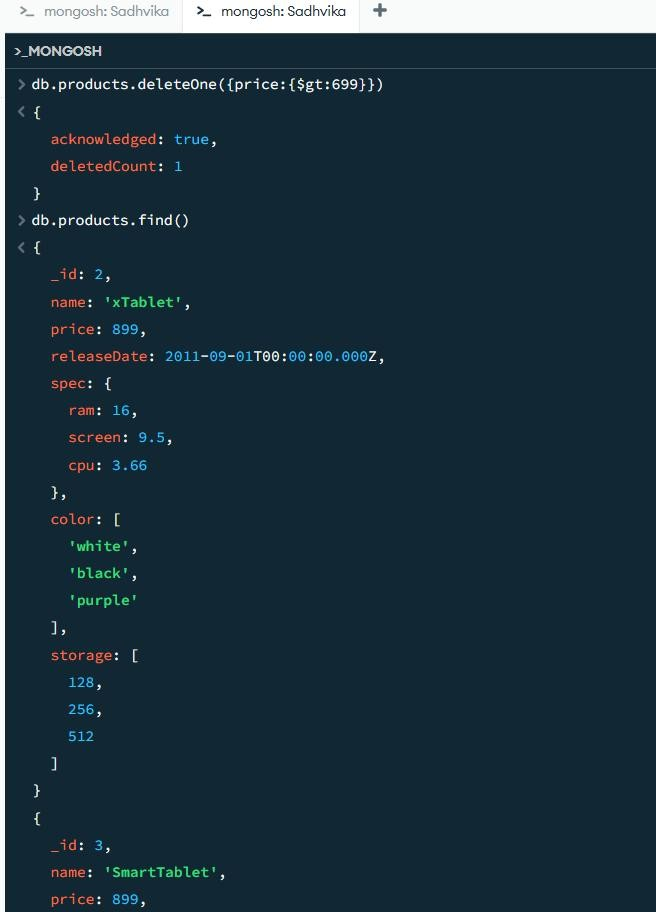 >_ mongosh: Sadhvika >_ mongosh: Sadhvika +
>_MONGOSH
> db.products.deleteOne({price:{$gt:699}})
< {
acknowledged: true,
deletedCount: 1
}
> db.products.find()
< {
_id: 2,
name: 'xTablet',
price: 899,
releaseDate: 2011-09-01T00:00:00.000Z,
spec: {
ram: 16,
screen: 9.5,
cpu: 3.66
},
color: [
'white',
'black',
'purple'
],
storage: [
128,
256,
512
]
}
{
_id: 3,
name: 'SmartTablet',
price: 899,